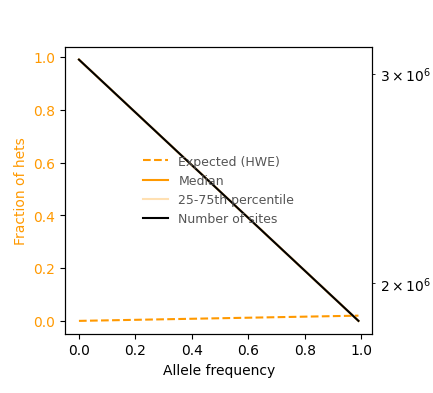 1.0
0.8
0.6
0.4
0.2
0.0
Fraction of hets
3 × 10⁶
2 × 10⁶
Expected (HWE)
Median
25-75th percentile
Number of sites
0.0 0.2 0.4 0.6 0.8 1.0
Allele frequency